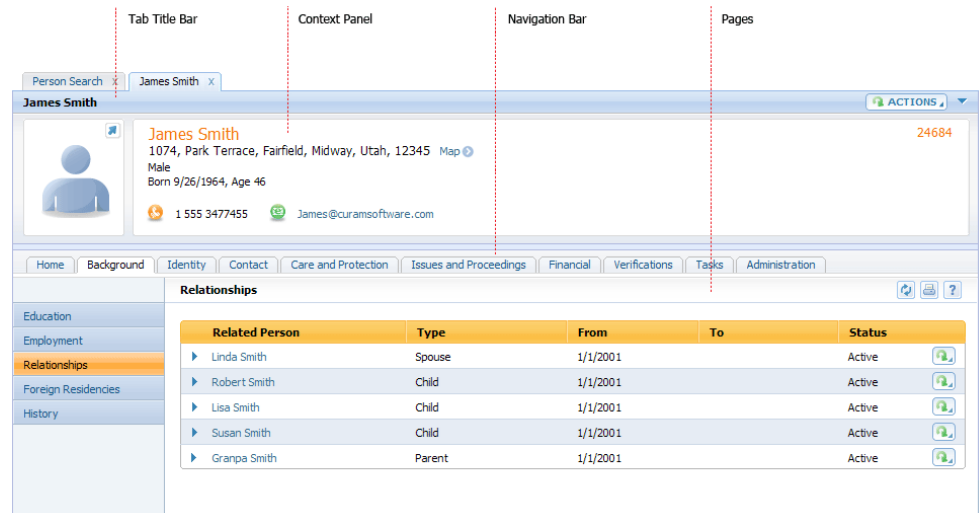 Tab Title Bar Context Panel Navigation Bar Pages
Person Search x James Smith x
James Smith ACTIONS
James Smith 24684
1074, Park Terrace, Fairfield, Midway, Utah, 12345 Map
Male
Born 9/26/1964, Age 46
1 555 3477455 James@curamsoftware.com
Home Background Identity Contact Care and Protection Issues and Proceedings Financial Verifications Tasks Administration
Relationships ?
Education
Employment
Relationships
Foreign Residencies
History
Related Person Type From To Status
Linda Smith Spouse 1/1/2001 Active
Robert Smith Child 1/1/2001 Active
Lisa Smith Child 1/1/2001 Active
Susan Smith Child 1/1/2001 Active
Granpa Smith Parent 1/1/2001 Active